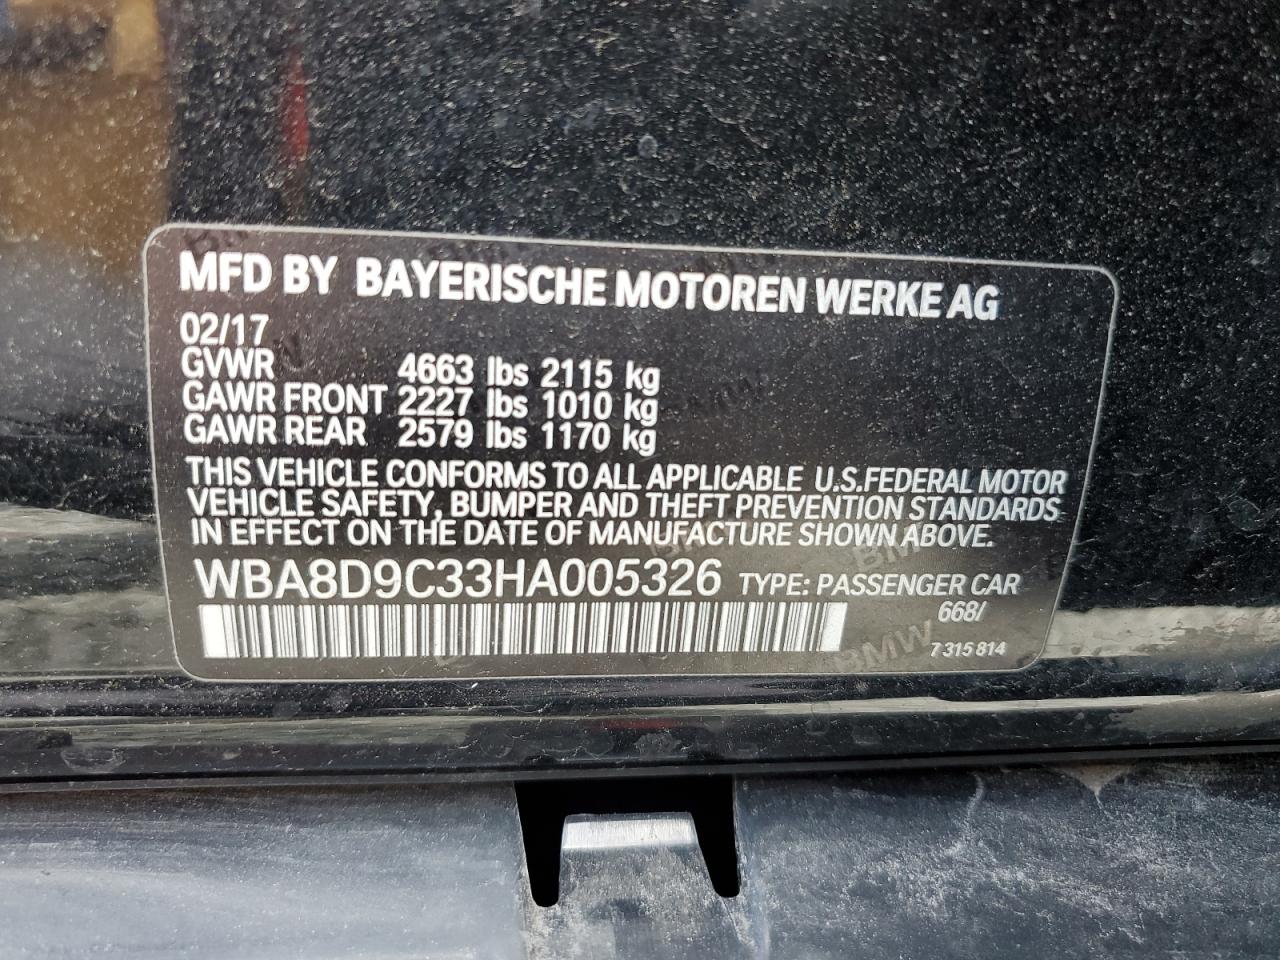 MFD BY BAYERISCHE MOTOREN WERKE AG
02/17
GVWR 4663 lbs 2115 kg
GAWR FRONT 2227 lbs 1010 kg
GAWR REAR 2579 lbs 1170 kg
THIS VEHICLE CONFORMS TO ALL APPLICABLE U.S.FEDERAL MOTOR
VEHICLE SAFETY, BUMPER AND THEFT PREVENTION STANDARDS
IN EFFECT ON THE DATE OF MANUFACTURE SHOWN ABOVE.
WBA8D9C33HA005326 TYPE: PASSENGER CAR
668/
BMW 7 315 814